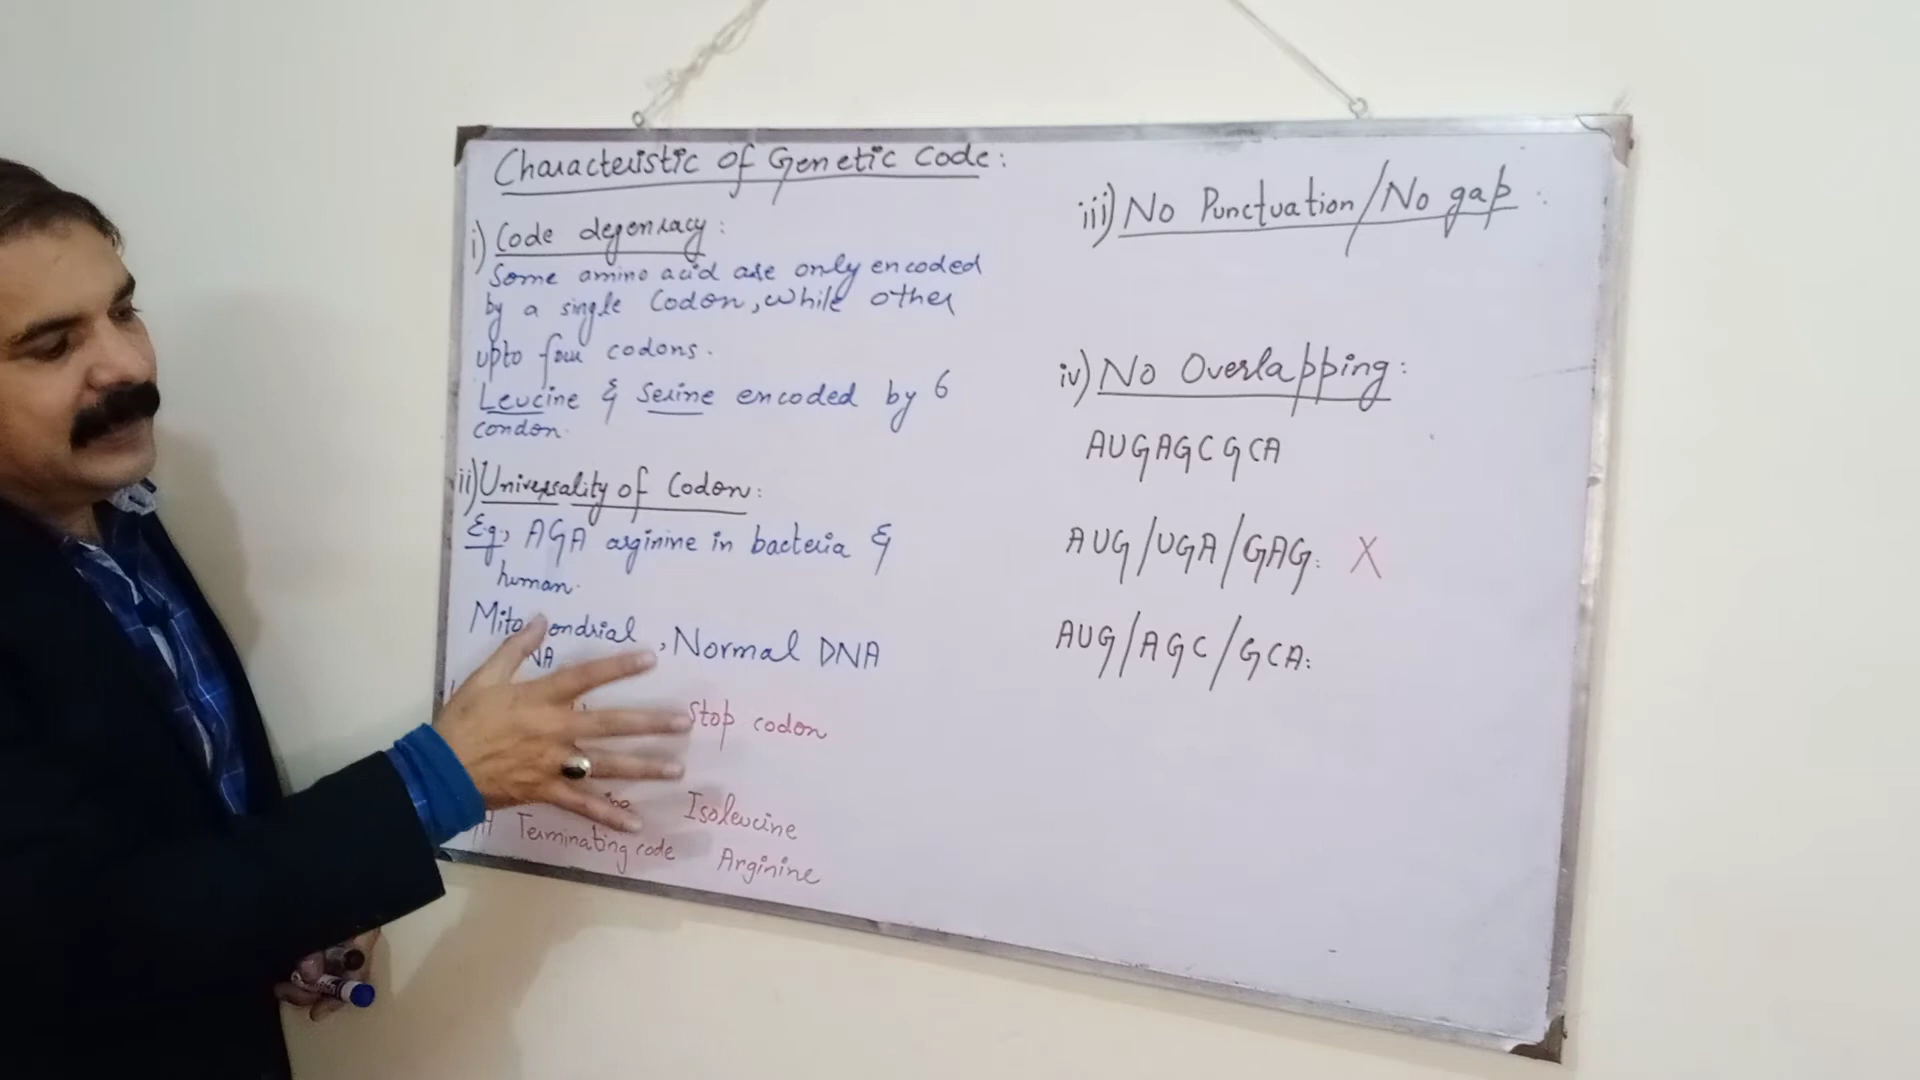 Characteristic of Genetic Code:
i) Code degenracy:
Some amino acid are only encoded
by a single Codon, while other
upto four codons.
Leucine & Serine encoded by 6
condon.
ii) Universality of Codon:
Eg, AGA arginine in bacteria &
human.
Normal DNA
Stop codon
Isoleucine
Terminating code Arginine
iii) No Punctuation/No gap:
iv) No Overlapping:
AUGAGCGCA
AUG/UGA/GAG: X
AUG/AGC/GCA: